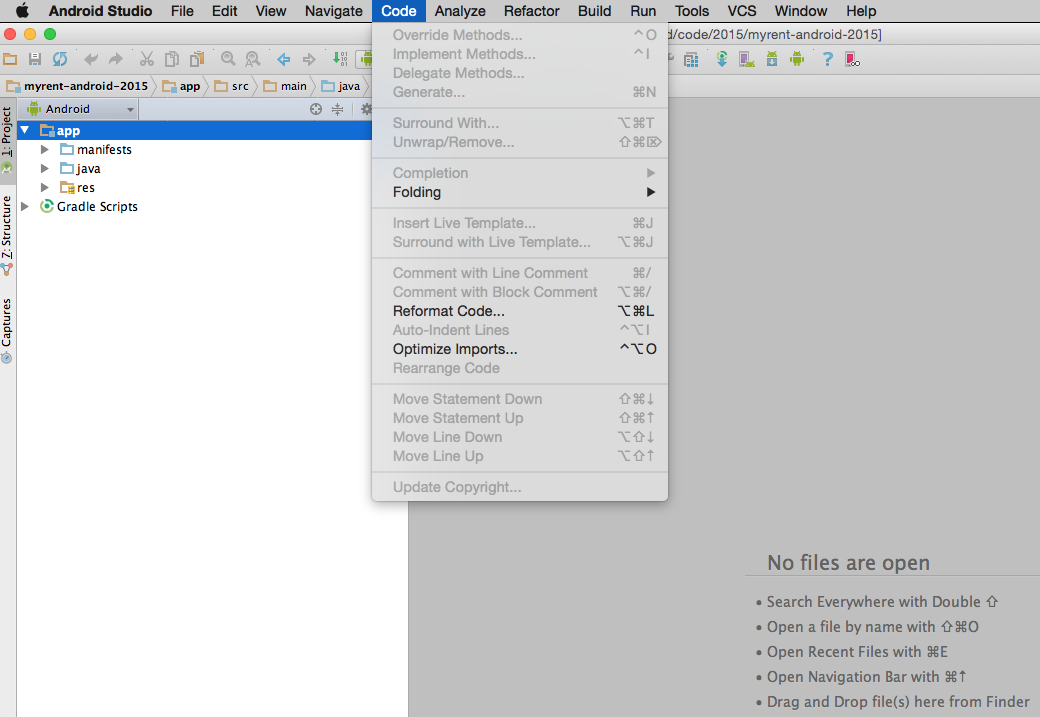 Android Studio File Edit View Navigate Code Analyze Refactor Build Run Tools VCS Window Help
d/code/2015/myrent-android-2015]
myrent-android-2015 app src main java
Android
1: Project
Z: Structure
Captures
app
manifests
java
res
Gradle Scripts
Override Methods... ^O
Implement Methods... ^I
Delegate Methods...
Generate... ⌘N
Surround With... ⌥⌘T
Unwrap/Remove... ⇧⌘⌦
Completion
Folding
Insert Live Template... ⌘J
Surround with Live Template... ⌥⌘J
Comment with Line Comment ⌘/
Comment with Block Comment ⌥⌘/
Reformat Code... ⌥⌘L
Auto-Indent Lines ^⌥I
Optimize Imports... ^⌥O
Rearrange Code
Move Statement Down ⇧⌘↓
Move Statement Up ⇧⌘↑
Move Line Down ⌥⇧↓
Move Line Up ⌥⇧↑
Update Copyright...
No files are open
• Search Everywhere with Double ⇧
• Open a file by name with ⇧⌘O
• Open Recent Files with ⌘E
• Open Navigation Bar with ⌘↑
• Drag and Drop file(s) here from Finder